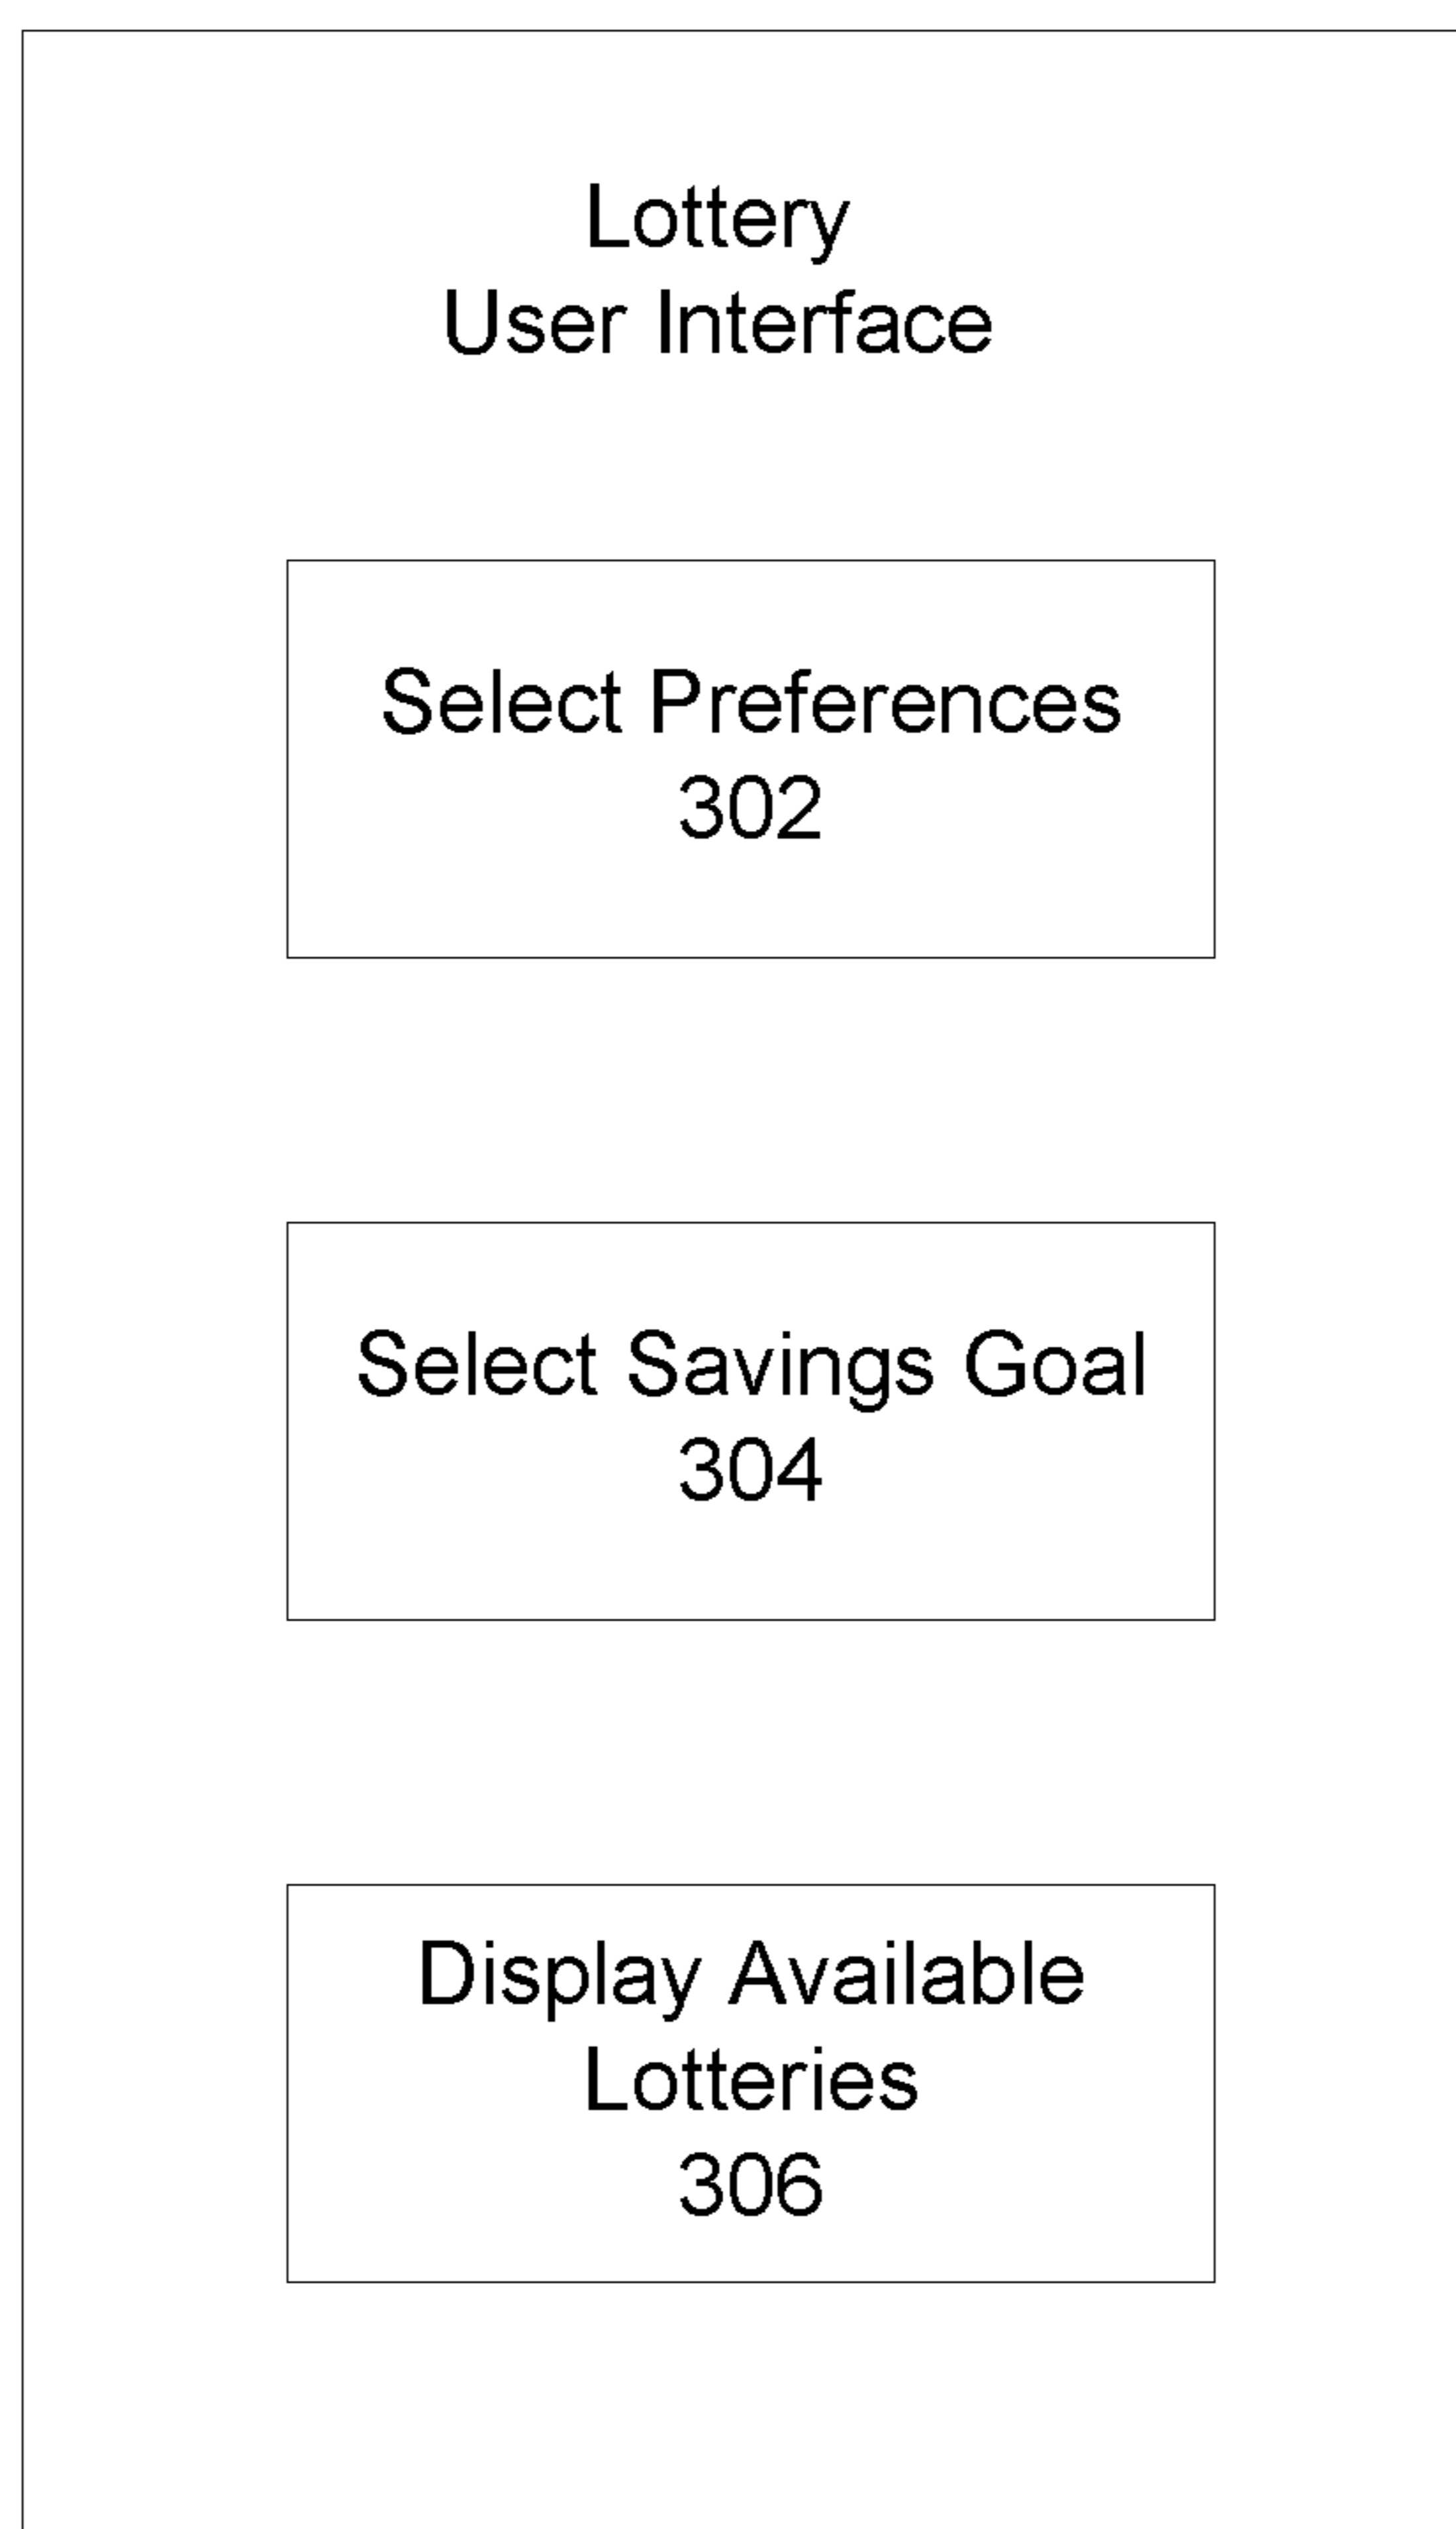 Lottery
User Interface
Select Preferences
302
Select Savings Goal
304
Display Available
Lotteries
306